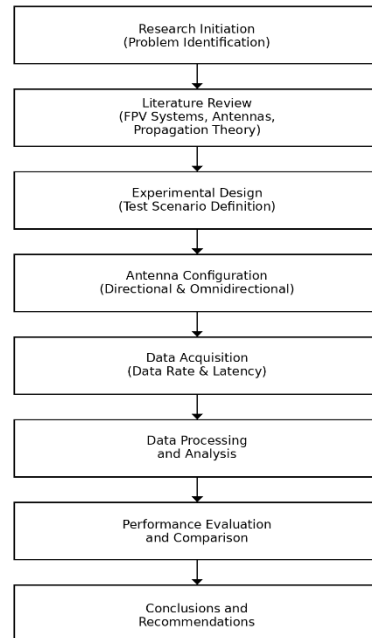 Research Initiation
(Problem Identification)
Literature Review
(FPV Systems, Antennas,
Propagation Theory)
Experimental Design
(Test Scenario Definition)
Antenna Configuration
(Directional & Omnidirectional)
Data Acquisition
(Data Rate & Latency)
Data Processing
and Analysis
Performance Evaluation
and Comparison
Conclusions and
Recommendations